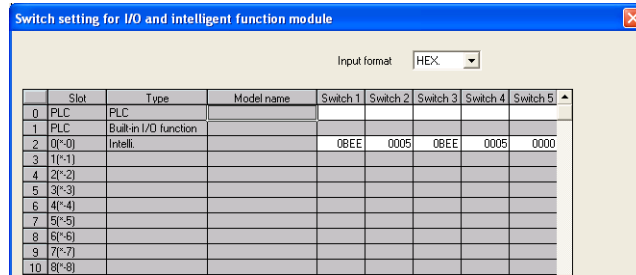 Switch setting for I/O and intelligent function module
Input format HEX.
Slot Type Model name Switch 1 Switch 2 Switch 3 Switch 4 Switch 5
0 PLC PLC
1 PLC Built-in I/O function
2 0(*-0) Intelli. 0BEE 0005 0BEE 0005 0000
3 1(*-1)
4 2(*-2)
5 3(*-3)
6 4(*-4)
7 5(*-5)
8 6(*-6)
9 7(*-7)
10 8(*-8)